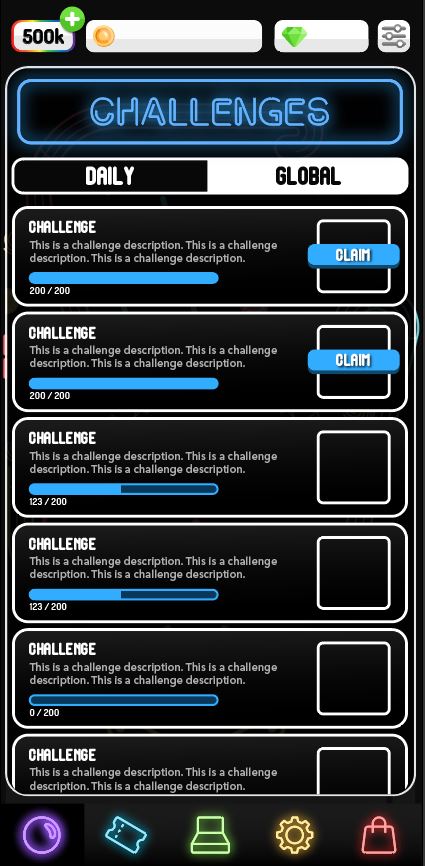 500k
CHALLENGES
DAILY
GLOBAL
CHALLENGE
This is a challenge description. This is a challenge
description. This is a challenge description.
200 / 200
CLAIM
CHALLENGE
This is a challenge description. This is a challenge
description. This is a challenge description.
200 / 200
CLAIM
CHALLENGE
This is a challenge description. This is a challenge
description. This is a challenge description.
123 / 200
CHALLENGE
This is a challenge description. This is a challenge
description. This is a challenge description.
123 / 200
CHALLENGE
This is a challenge description. This is a challenge
description. This is a challenge description.
0 / 200
CHALLENGE
This is a challenge description. This is a challenge
description. This is a challenge description.